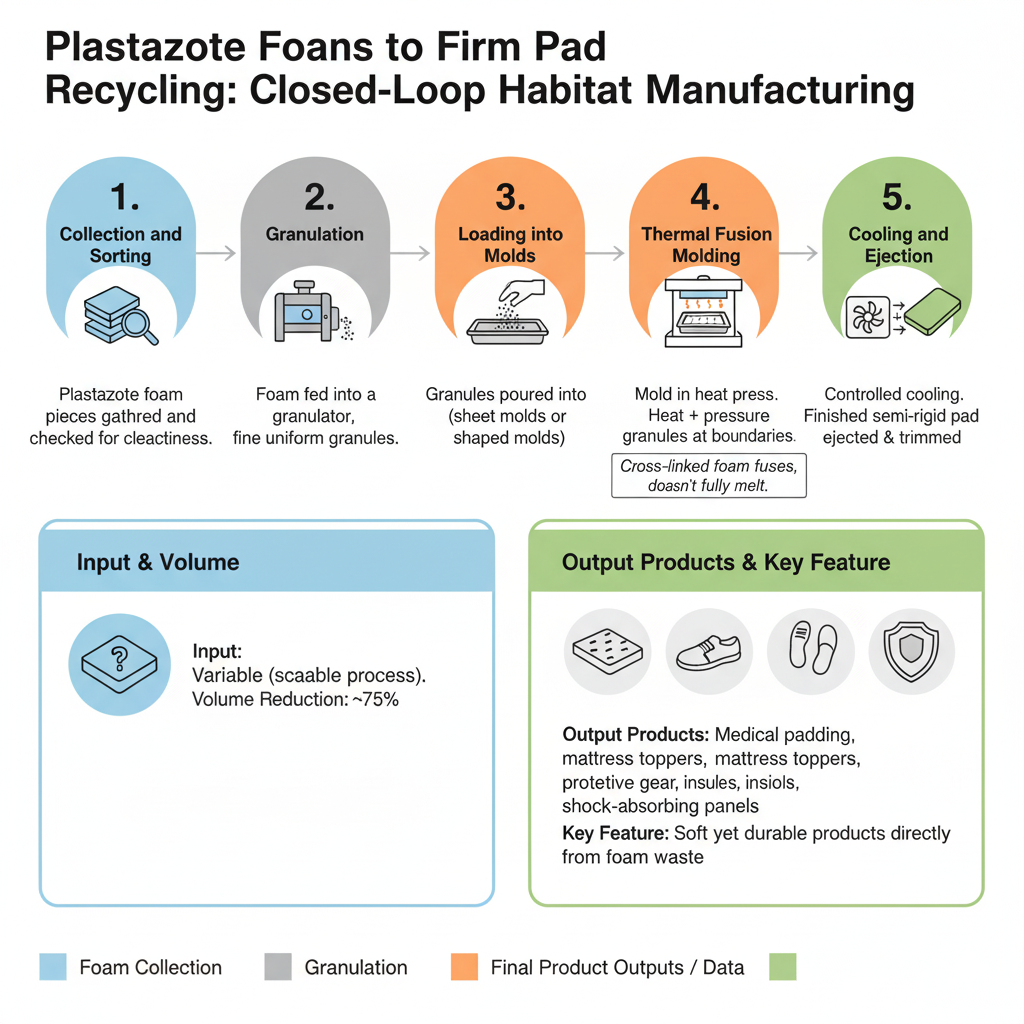 Plastazote Foans to Firm Pad
Recycling: Closed-Loop Habitat Manufacturing
1.
Collection and
Sorting
2.
Granulation
3.
Loading into
Molds
4.
Thermal Fusion
Molding
5.
Cooling and
Ejection
Plastazote foam
pieces gathred and
checked for cleactiness.
Foam fed into a
granulator,
fine uniform granules.
Granules poured into
(sheet molds or
shaped molds)
Mold in heat press.
Heat + pressure
granules at boundaries.
Cross-linked foam fuses,
doasn't fully melt.
Controlled cooling.
Finished semi-rigid pad
ejected & trimmed
Input & Volume
?
Input:
Variable (scaable process).
Volume Reduction: ~75%
Output Products & Key Feature
Output Products: Medical padding,
mattress toppers, mattress toppers,
protetive gear, insules, insiols,
shock-absorbing panels
Key Feature: Soft yet durable products directly
from foam waste
Foam Collection
Granulation
Final Product Outputs / Data